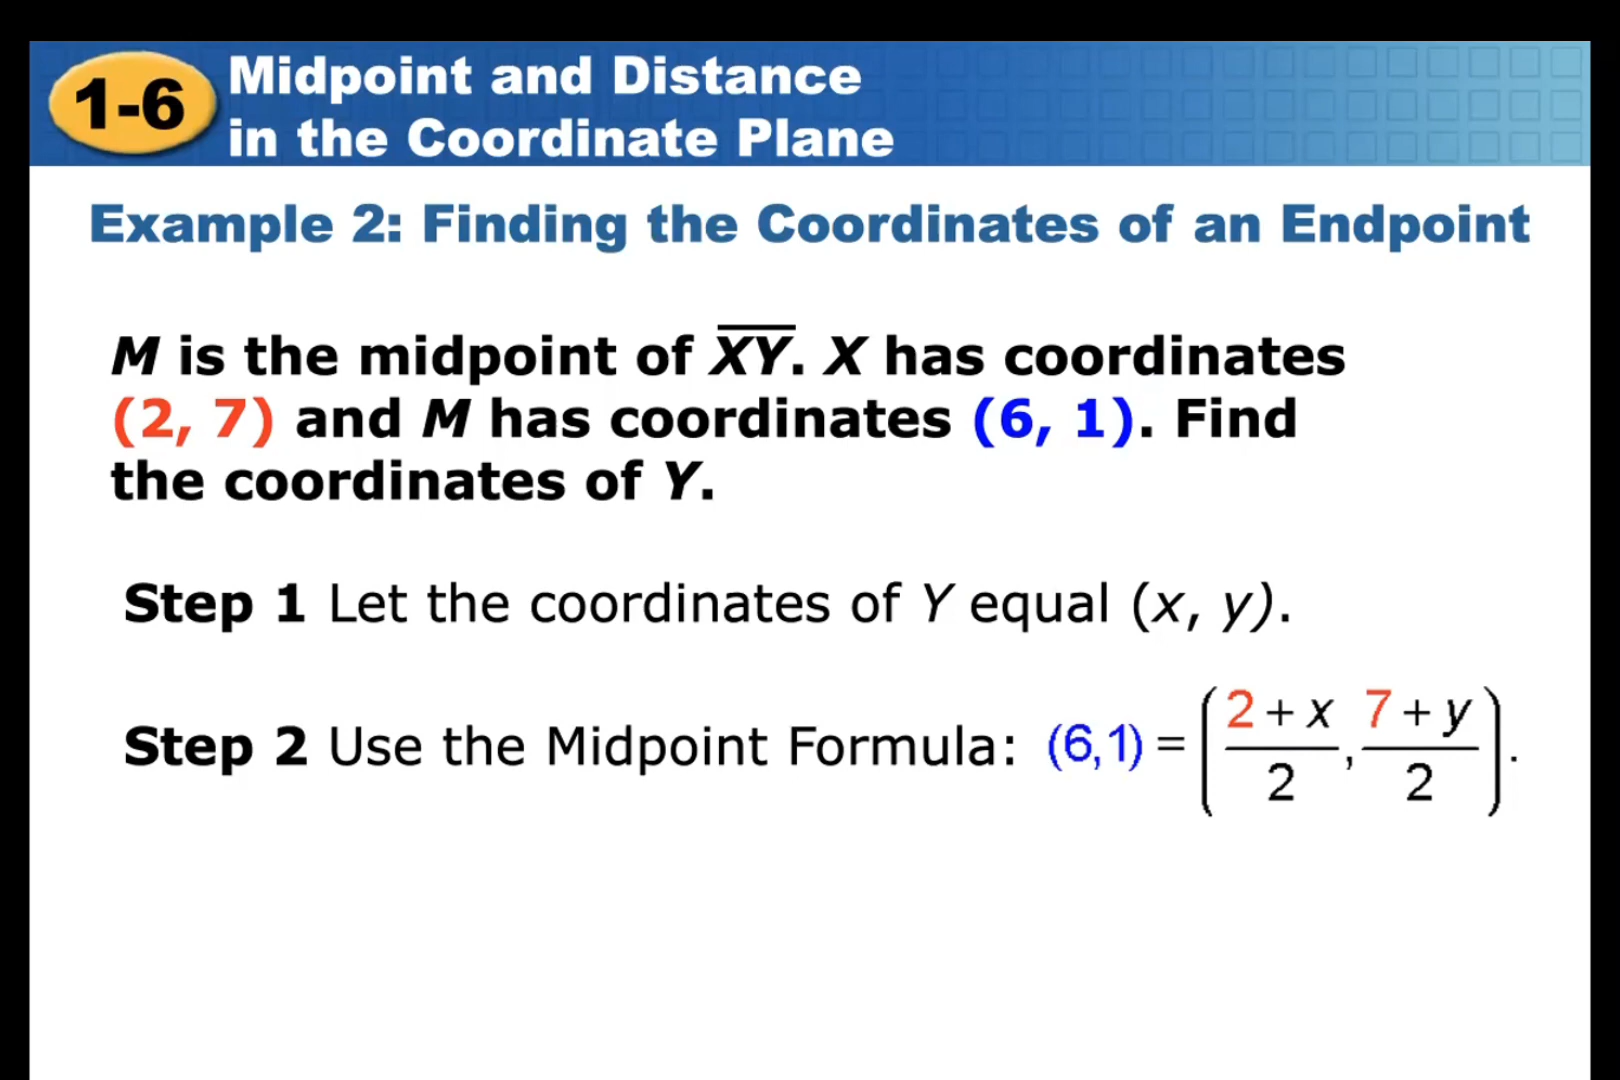 1-6
Midpoint and Distance
in the Coordinate Plane
Example 2: Finding the Coordinates of an Endpoint
M is the midpoint of X̅Y̅. X has coordinates
(2, 7) and M has coordinates (6, 1). Find
the coordinates of Y.
Step 1 Let the coordinates of Y equal (x, y).
Step 2 Use the Midpoint Formula: (6,1) = ( (2 + x)/2 , (7 + y)/2 ).